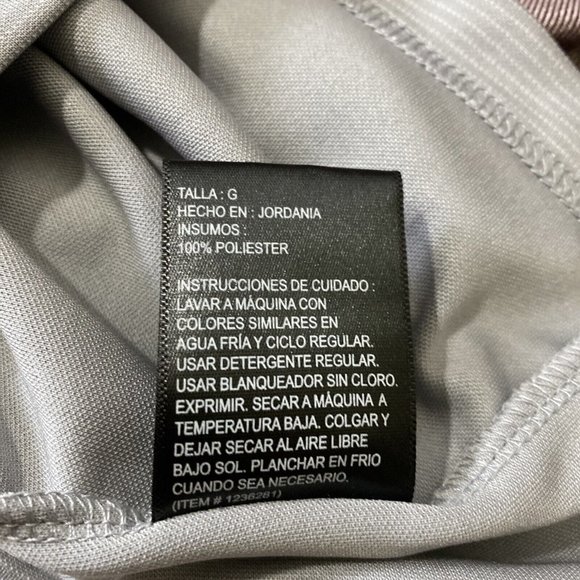 TALLA : G
HECHO EN : JORDANIA
INSUMOS :
100% POLIESTER
INSTRUCCIONES DE CUIDADO :
LAVAR A MÁQUINA CON
COLORES SIMILARES EN
AGUA FRÍA Y CICLO REGULAR.
USAR DETERGENTE REGULAR.
USAR BLANQUEADOR SIN CLORO.
EXPRIMIR. SECAR A MÁQUINA A
TEMPERATURA BAJA. COLGAR Y
DEJAR SECAR AL AIRE LIBRE
BAJO SOL. PLANCHAR EN FRIO
CUANDO SEA NECESARIO.
(ITEM # 1236281)